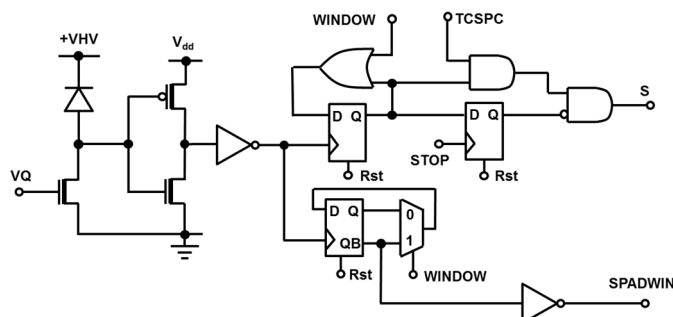 WINDOW
TCSPC
+VHV
Vdd
S
D Q
D Q
VQ
STOP
Rst
Rst
D Q
0
QB
1
Rst
WINDOW
SPADWIN